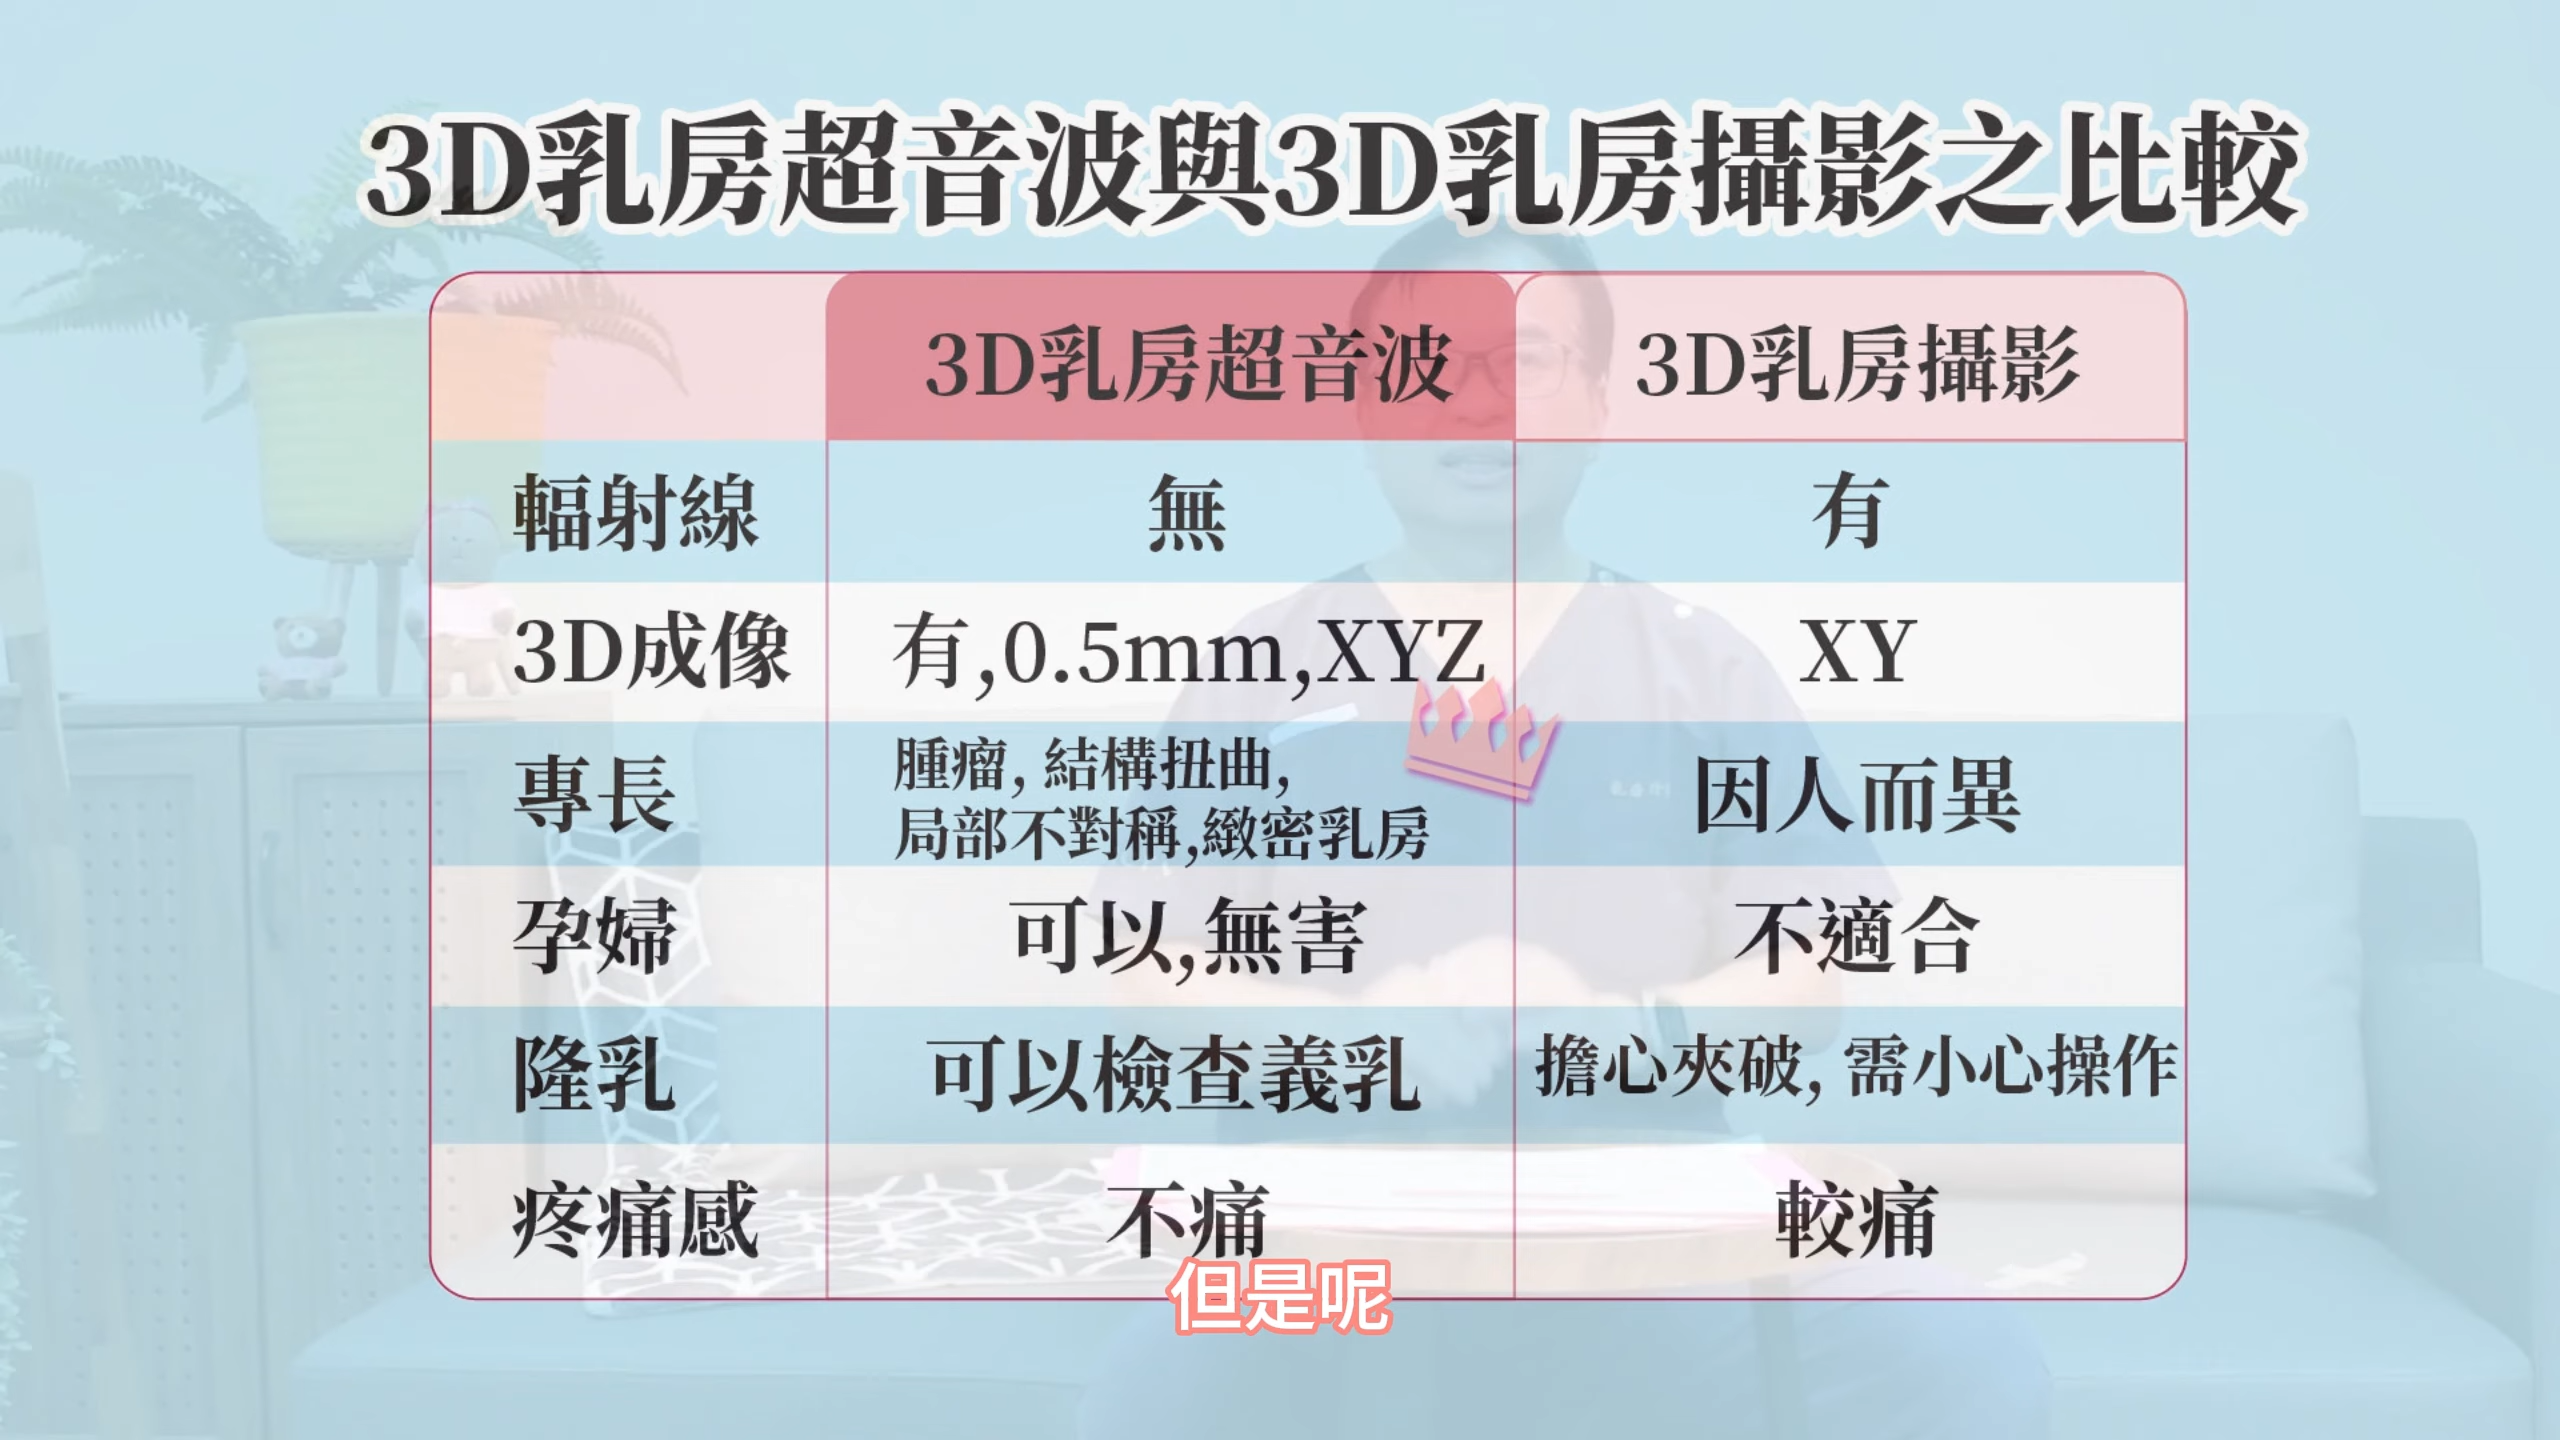 3D乳房超音波與3D乳房攝影之比較
3D乳房超音波 3D乳房攝影
輻射線 無 有
3D成像 有,0.5mm,XYZ XY
專長 腫瘤, 結構扭曲,
局部不對稱,緻密乳房 因人而異
孕婦 可以,無害 不適合
隆乳 可以檢查義乳 擔心夾破, 需小心操作
疼痛感 不痛 較痛
但是呢